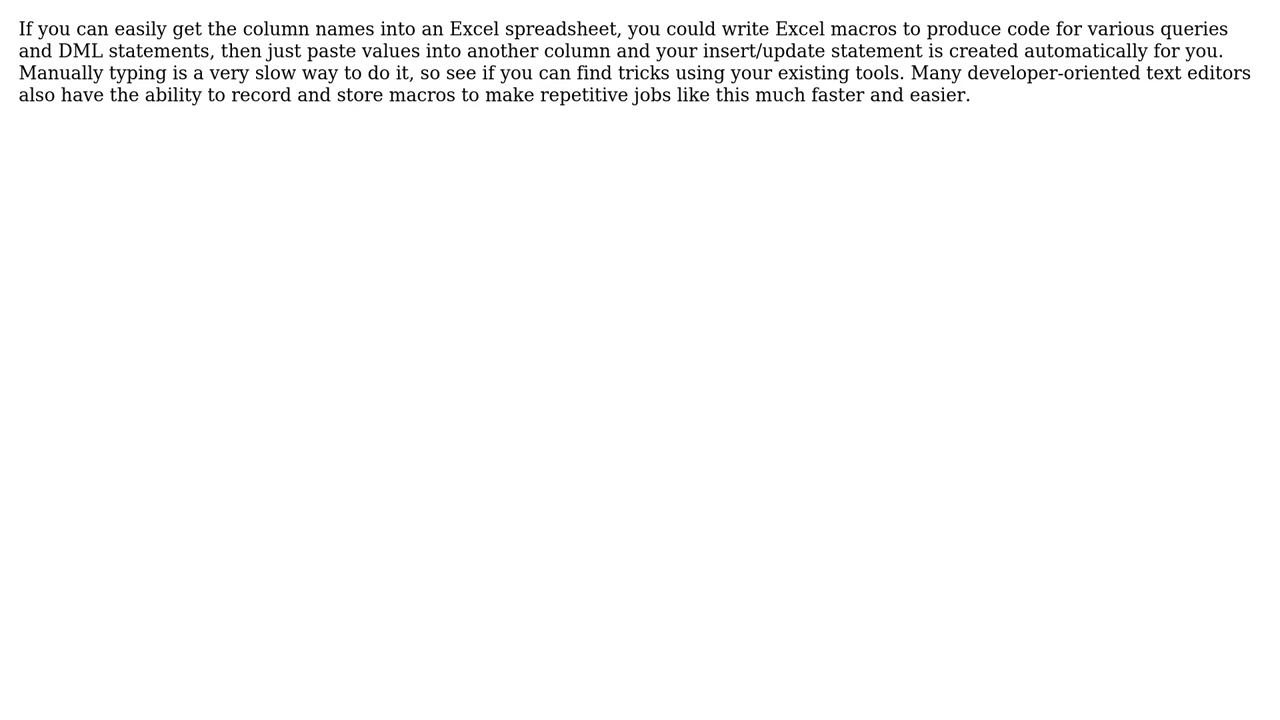 If you can easily get the column names into an Excel spreadsheet, you could write Excel macros to produce code for various queries
and DML statements, then just paste values into another column and your insert/update statement is created automatically for you.
Manually typing is a very slow way to do it, so see if you can find tricks using your existing tools. Many developer-oriented text editors
also have the ability to record and store macros to make repetitive jobs like this much faster and easier.